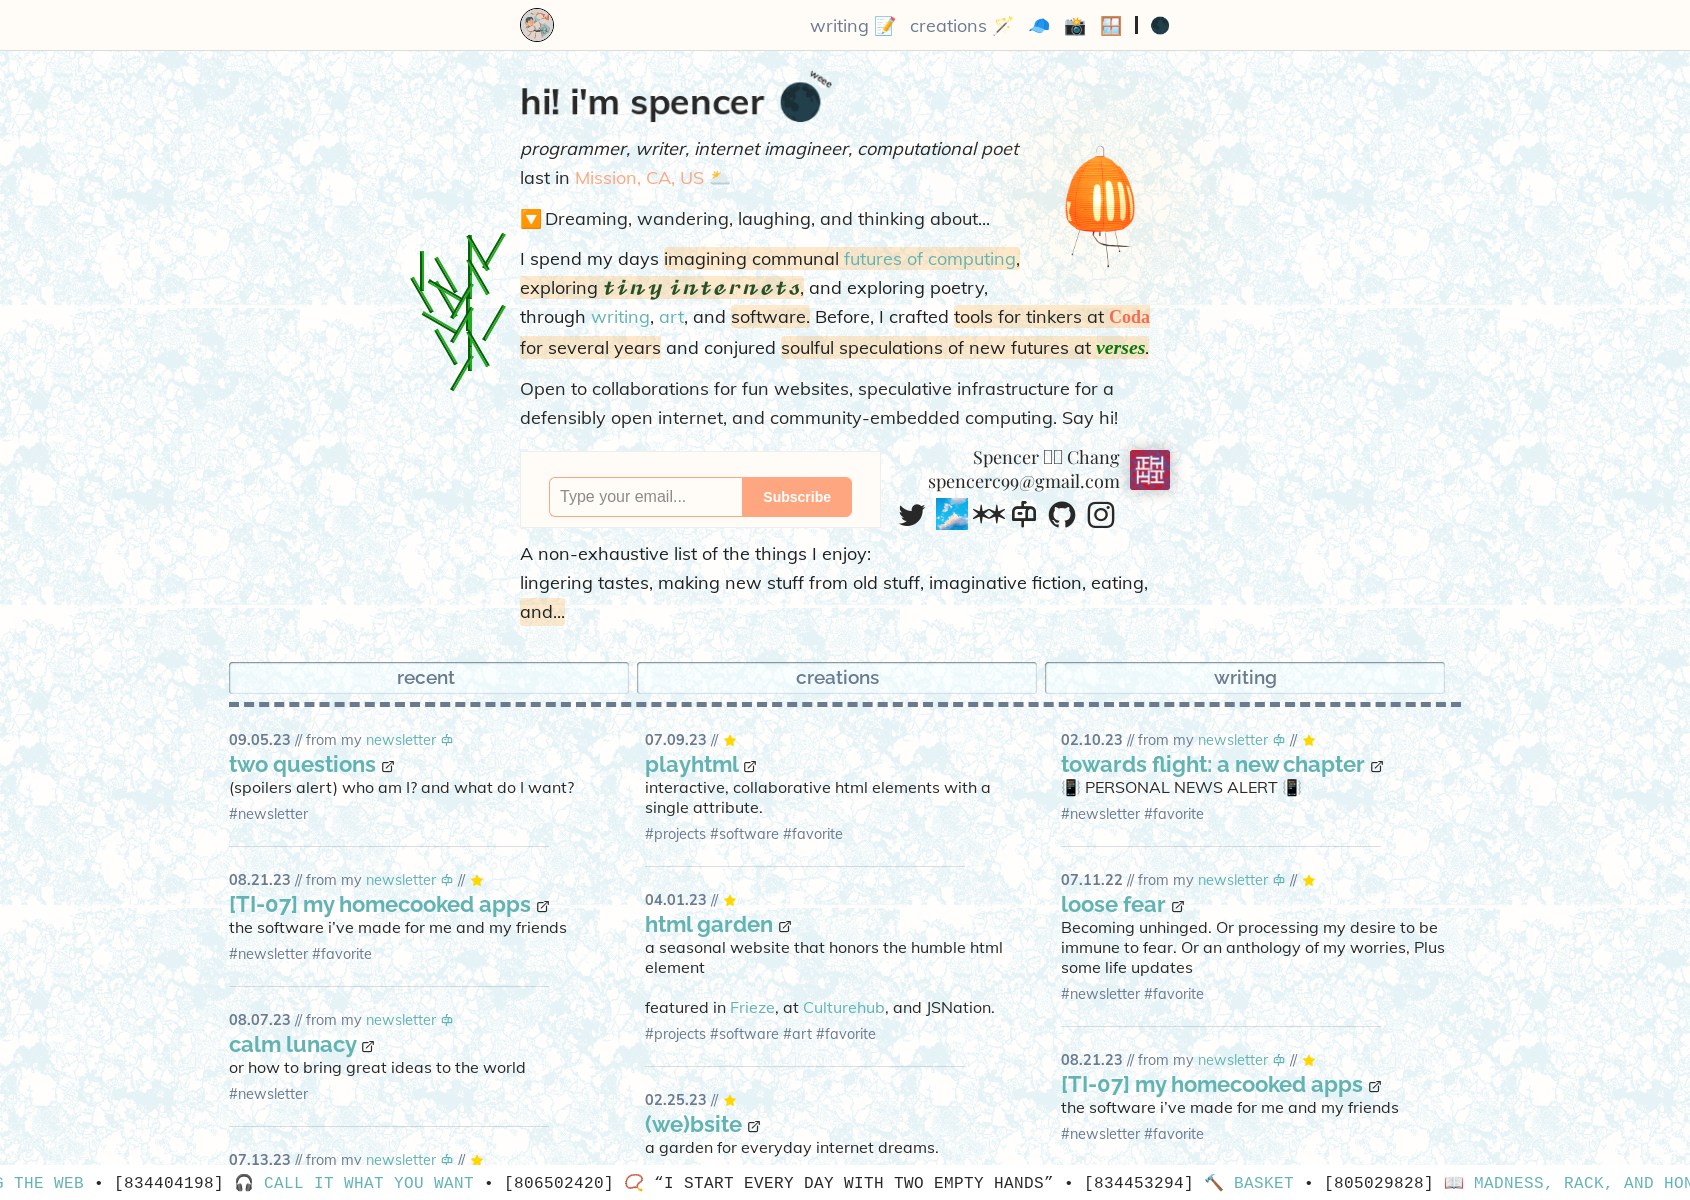 writing 📝 creations 🪄 🧢 📸 🪟 | 🌑
weee
hi! i'm spencer 🌑
programmer, writer, internet imagineer, computational poet
last in Mission, CA, US 🌥️
🔽 Dreaming, wandering, laughing, and thinking about...
I spend my days imagining communal futures of computing,
exploring tiny internets, and exploring poetry,
through writing, art, and software. Before, I crafted tools for tinkers at Coda
for several years and conjured soulful speculations of new futures at verses.
Open to collaborations for fun websites, speculative infrastructure for a
defensibly open internet, and community-embedded computing. Say hi!
Type your email... Subscribe
Spencer Chang
spencerc99@gmail.com
A non-exhaustive list of the things I enjoy:
lingering tastes, making new stuff from old stuff, imaginative fiction, eating,
and...
recent
creations
writing
09.05.23 // from my newsletter
two questions
(spoilers alert) who am I? and what do I want?
#newsletter
08.21.23 // from my newsletter // ⭐
[TI-07] my homecooked apps
the software i've made for me and my friends
#newsletter #favorite
08.07.23 // from my newsletter
calm lunacy
or how to bring great ideas to the world
#newsletter
07.13.23 // from my newsletter // ⭐
07.09.23 // ⭐
playhtml
interactive, collaborative html elements with a
single attribute.
#projects #software #favorite
04.01.23 // ⭐
html garden
a seasonal website that honors the humble html
element
featured in Frieze, at Culturehub, and JSNation.
#projects #software #art #favorite
02.25.23 // ⭐
(we)bsite
a garden for everyday internet dreams.
02.10.23 // from my newsletter // ⭐
towards flight: a new chapter
📳 PERSONAL NEWS ALERT 📳
#newsletter #favorite
07.11.22 // from my newsletter // ⭐
loose fear
Becoming unhinged. Or processing my desire to be
immune to fear. Or an anthology of my worries, Plus
some life updates
#newsletter #favorite
08.21.23 // from my newsletter // ⭐
[TI-07] my homecooked apps
the software i've made for me and my friends
#newsletter #favorite
THE WEB • [834404198] 🎧 CALL IT WHAT YOU WANT • [806502420] 📿 “I START EVERY DAY WITH TWO EMPTY HANDS” • [834453294] 🔨 BASKET • [805029828] 📖 MADNESS, RACK, AND HON